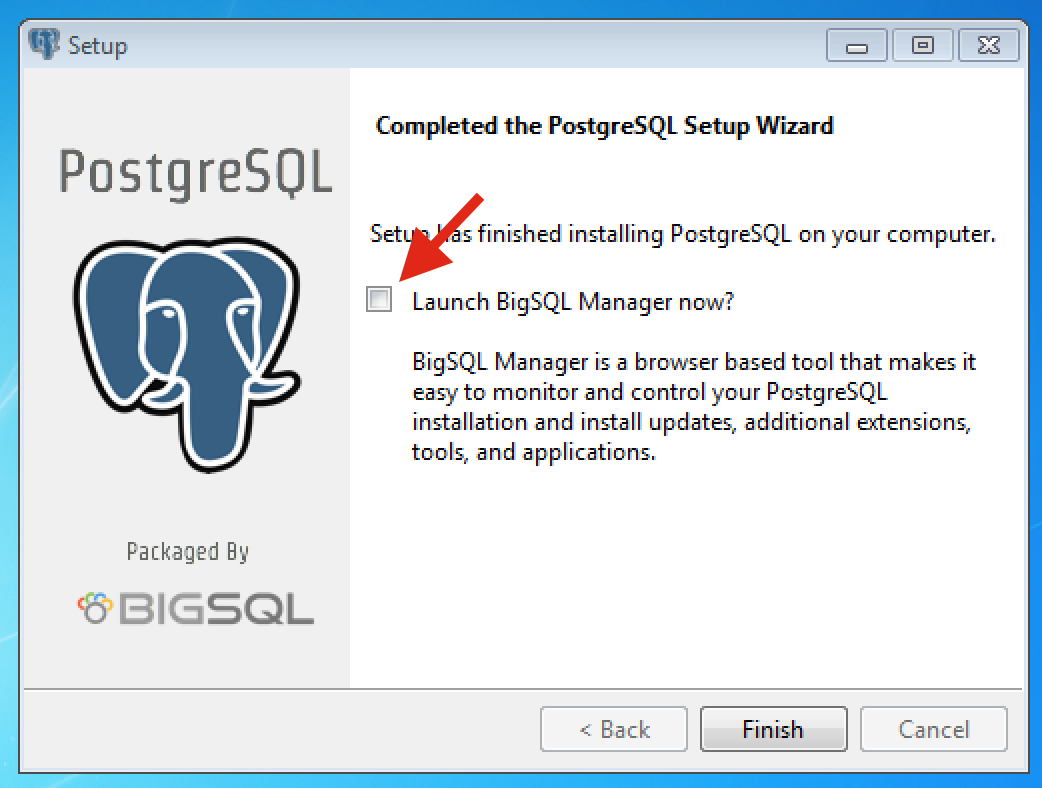 Setup
PostgreSQL
Packaged By
BIGSQL
Completed the PostgreSQL Setup Wizard
Setup has finished installing PostgreSQL on your computer.
Launch BigSQL Manager now?
BigSQL Manager is a browser based tool that makes it
easy to monitor and control your PostgreSQL
installation and install updates, additional extensions,
tools, and applications.
< Back
Finish
Cancel